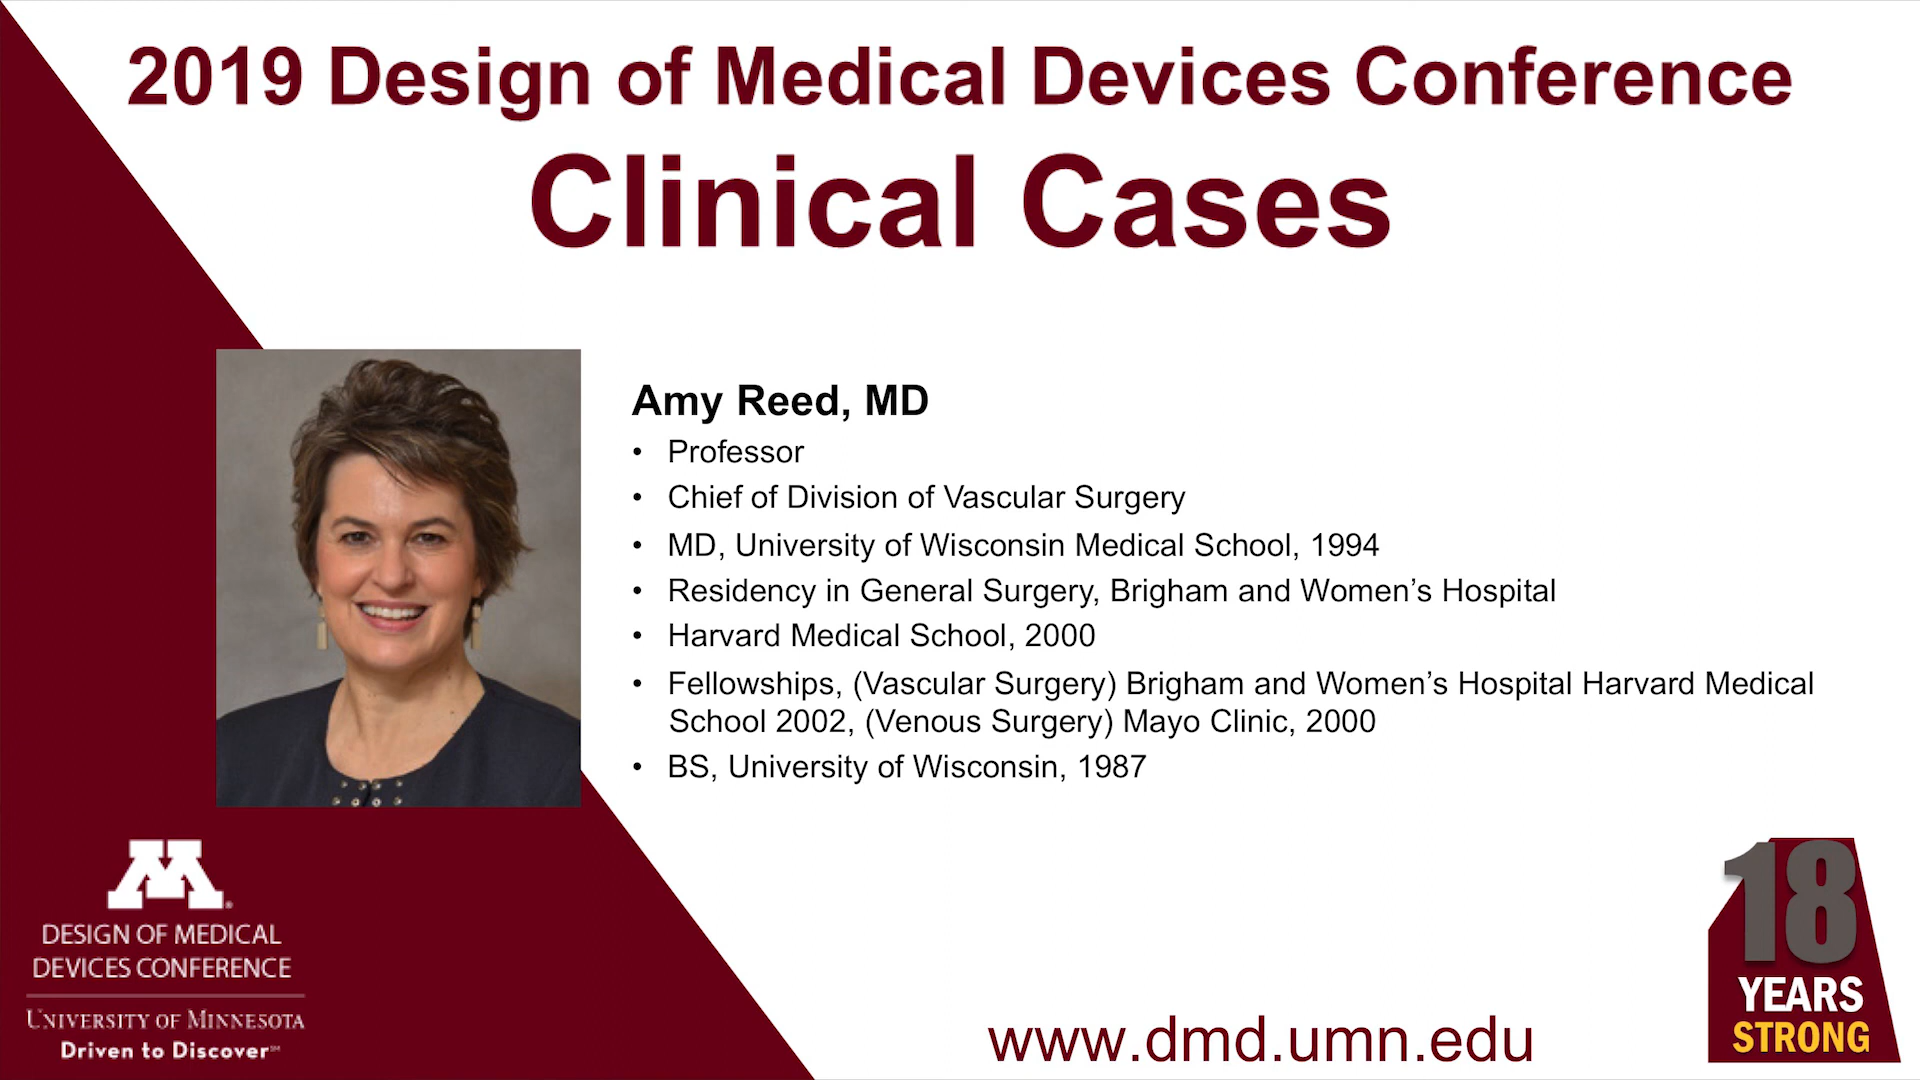 2019 Design of Medical Devices Conference
Clinical Cases
Amy Reed, MD
• Professor
• Chief of Division of Vascular Surgery
• MD, University of Wisconsin Medical School, 1994
• Residency in General Surgery, Brigham and Women’s Hospital
• Harvard Medical School, 2000
• Fellowships, (Vascular Surgery) Brigham and Women’s Hospital Harvard Medical
School 2002, (Venous Surgery) Mayo Clinic, 2000
• BS, University of Wisconsin, 1987
M®
DESIGN OF MEDICAL
DEVICES CONFERENCE
UNIVERSITY OF MINNESOTA
Driven to Discover℠
www.dmd.umn.edu
18
YEARS
STRONG